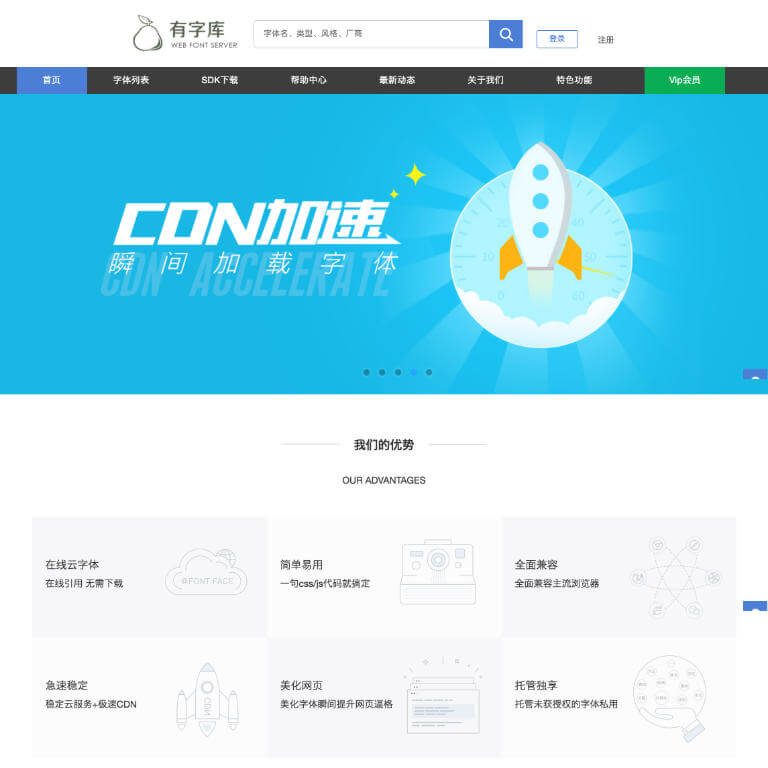 有字库
WEB FONT SERVER
字体名、类型、风格、厂商
登录
注册
首页
字体列表
SDK下载
帮助中心
最新动态
关于我们
特色功能
Vip会员
CDN加速
瞬间加载字体
CDN ACCELERATE
10
20
50
60
0
我们的优势
OUR ADVANTAGES
在线云字体
在线引用 无需下载
@FONT FACE
简单易用
一句css/js代码就搞定
全面兼容
全面兼容主流浏览器
急速稳定
稳定云服务+极速CDN
CDN
美化网页
美化字体瞬间提升网页逼格
托管独享
托管未获授权的字体私用